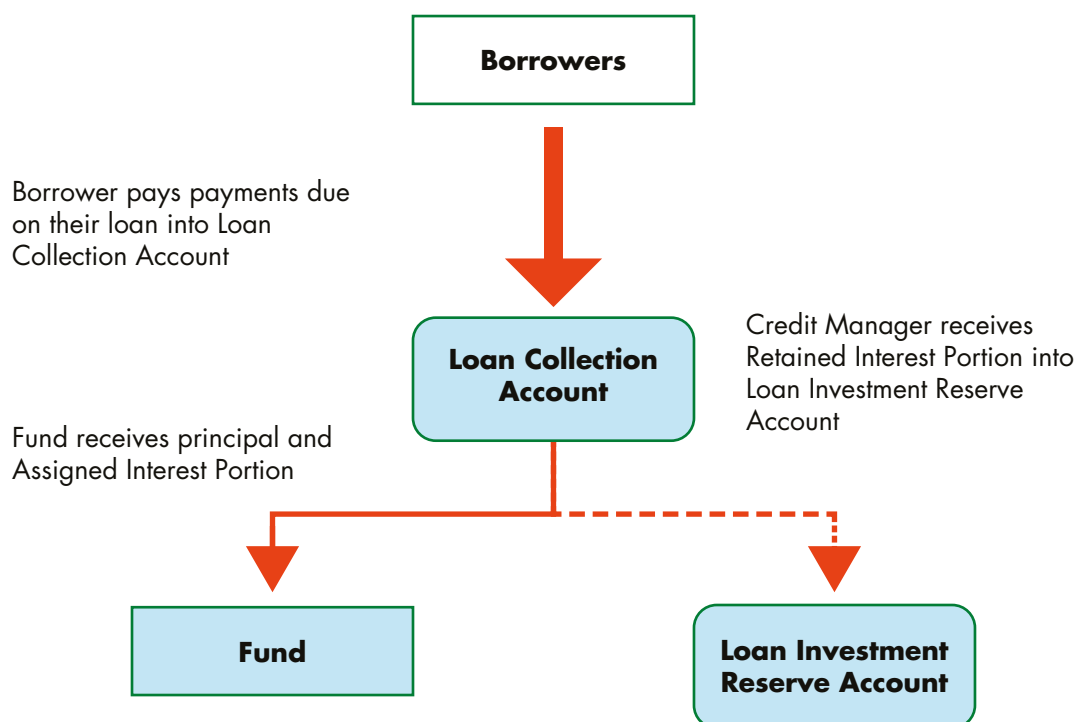 Borrowers
Borrower pays payments due
on their loan into Loan
Collection Account
Loan Collection
Account
Credit Manager receives
Retained Interest Portion into
Loan Investment Reserve
Account
Fund receives principal and
Assigned Interest Portion
Fund
Loan Investment
Reserve Account